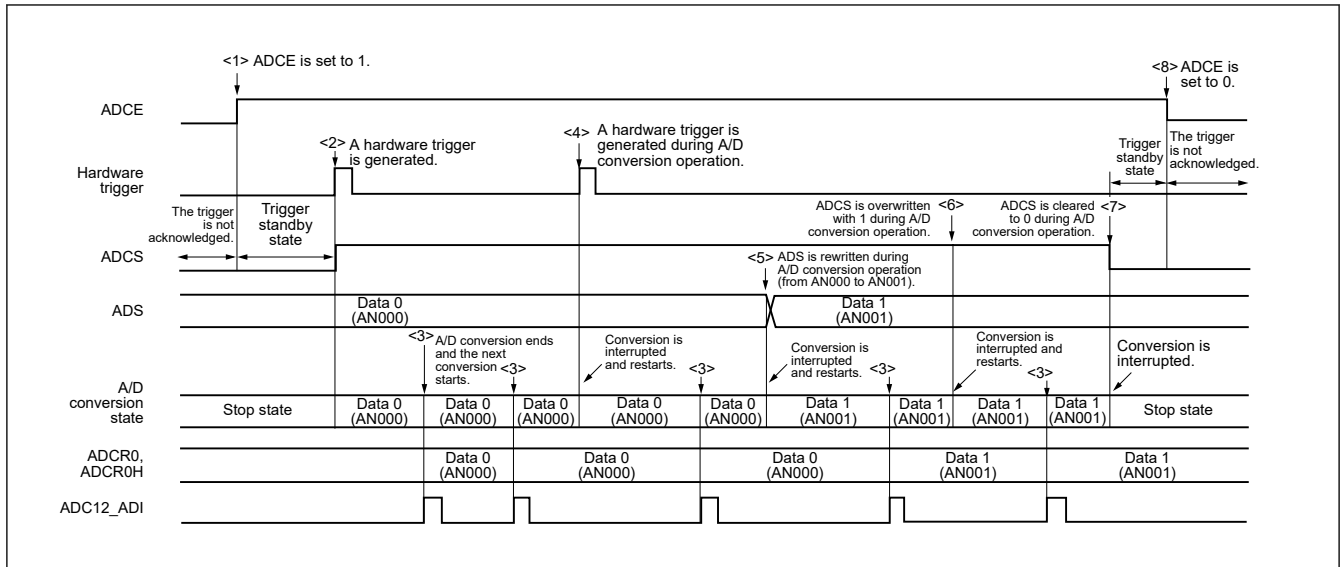 <1> ADCE is set to 1.
<8> ADCE is
set to 0.
ADCE
<2> A hardware trigger
is generated.
<4> A hardware trigger is
generated during A/D
conversion operation.
Trigger
standby
state
The trigger
is not
acknowledged.
Hardware
trigger
The trigger
is not
acknowledged.
Trigger
standby
state
ADCS is overwritten
with 1 during A/D
conversion operation.
<6>
ADCS is cleared
to 0 during A/D
conversion operation.
<7>
ADCS
<5> ADS is rewritten during
A/D conversion operation
(from AN000 to AN001).
ADS
Data 0
(AN000)
Data 1
(AN001)
<3> A/D conversion ends
and the next
conversion
starts.
<3>
Conversion is
interrupted
and restarts.
<3>
Conversion is
interrupted
and restarts.
<3>
Conversion is
interrupted and
restarts.
<3>
Conversion is
interrupted.
A/D
conversion
state
Stop state
Data 0
(AN000)
Data 0
(AN000)
Data 0
(AN000)
Data 0
(AN000)
Data 0
(AN000)
Data 1
(AN001)
Data 1
(AN001)
Data 1
(AN001)
Data 1
(AN001)
Stop state
ADCR0,
ADCR0H
Data 0
(AN000)
Data 0
(AN000)
Data 0
(AN000)
Data 1
(AN001)
Data 1
(AN001)
ADC12_ADI